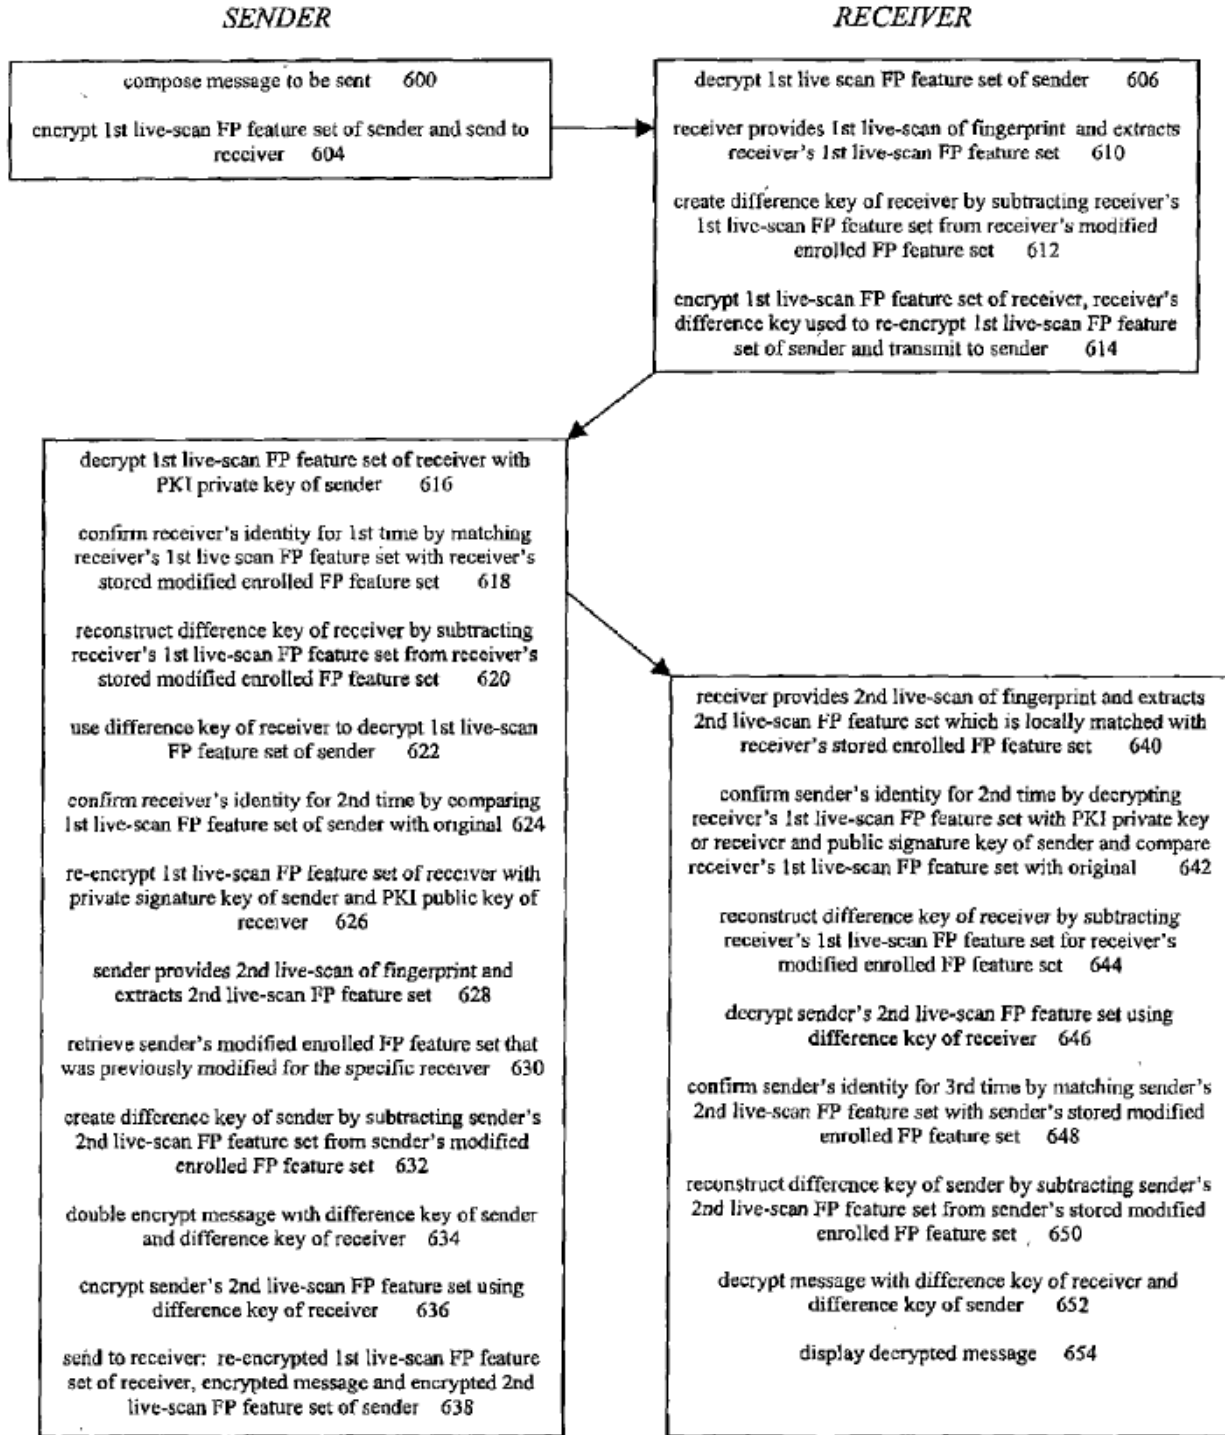 SENDER
RECEIVER
compose message to be sent 600
encrypt 1st live-scan FP feature set of sender and send to
receiver 604
decrypt 1st live scan FP feature set of sender 606
receiver provides 1st live-scan of fingerprint and extracts
receiver's 1st live-scan FP feature set 610
create difference key of receiver by subtracting receiver's
1st live-scan FP feature set from receiver's modified
enrolled FP feature set 612
encrypt 1st live-scan FP feature set of receiver, receiver's
difference key used to re-encrypt 1st live-scan FP feature
set of sender and transmit to sender 614
decrypt 1st live-scan FP feature set of receiver with
PKI private key of sender 616
confirm receiver's identity for 1st time by matching
receiver's 1st live scan FP feature set with receiver's
stored modified enrolled FP feature set 618
reconstruct difference key of receiver by subtracting
receiver's 1st live-scan FP feature set from receiver's
stored modified enrolled FP feature set 620
use difference key of receiver to decrypt 1st live-scan
FP feature set of sender 622
confirm receiver's identity for 2nd time by comparing
1st live-scan FP feature set of sender with original 624
re-encrypt 1st live-scan FP feature set of receiver with
private signature key of sender and PKI public key of
receiver 626
sender provides 2nd live-scan of fingerprint and
extracts 2nd live-scan FP feature set 628
retrieve sender's modified enrolled FP feature set that
was previously modified for the specific receiver 630
create difference key of sender by subtracting sender's
2nd live-scan FP feature set from sender's modified
enrolled FP feature set 632
double encrypt message with difference key of sender
and difference key of receiver 634
encrypt sender's 2nd live-scan FP feature set using
difference key of receiver 636
send to receiver: re-encrypted 1st live-scan FP feature
set of receiver, encrypted message and encrypted 2nd
live-scan FP feature set of sender 638
receiver provides 2nd live-scan of fingerprint and extracts
2nd live-scan FP feature set which is locally matched with
receiver's stored enrolled FP feature set 640
confirm sender's identity for 2nd time by decrypting
receiver's 1st live-scan FP feature set with PKI private key
or receiver and public signature key of sender and compare
receiver's 1st live-scan FP feature set with original 642
reconstruct difference key of receiver by subtracting
receiver's 1st live-scan FP feature set for receiver's
modified enrolled FP feature set 644
decrypt sender's 2nd live-scan FP feature set using
difference key of receiver 646
confirm sender's identity for 3rd time by matching sender's
2nd live-scan FP feature set with sender's stored modified
enrolled FP feature set 648
reconstruct difference key of sender by subtracting sender's
2nd live-scan FP feature set from sender's stored modified
enrolled FP feature set 650
decrypt message with difference key of receiver and
difference key of sender 652
display decrypted message 654